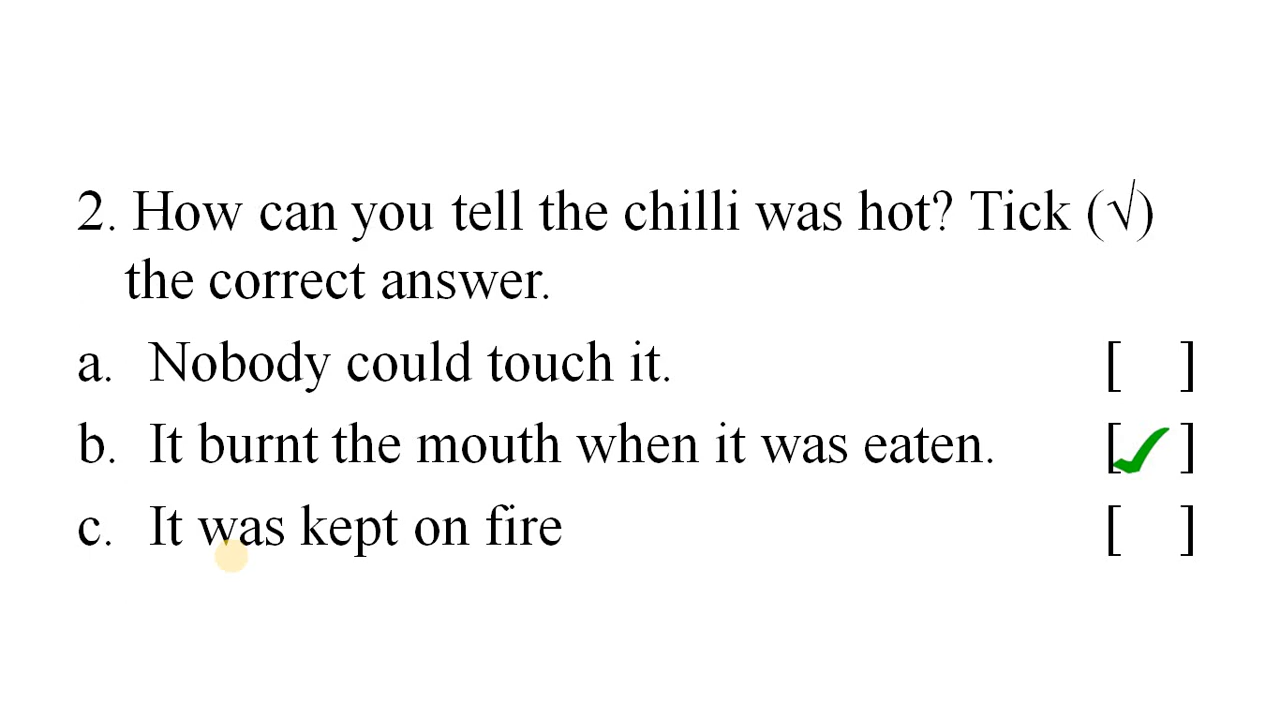 2. How can you tell the chilli was hot? Tick (√)
the correct answer.
a. Nobody could touch it. [ ]
b. It burnt the mouth when it was eaten. [✓]
c. It was kept on fire [ ]